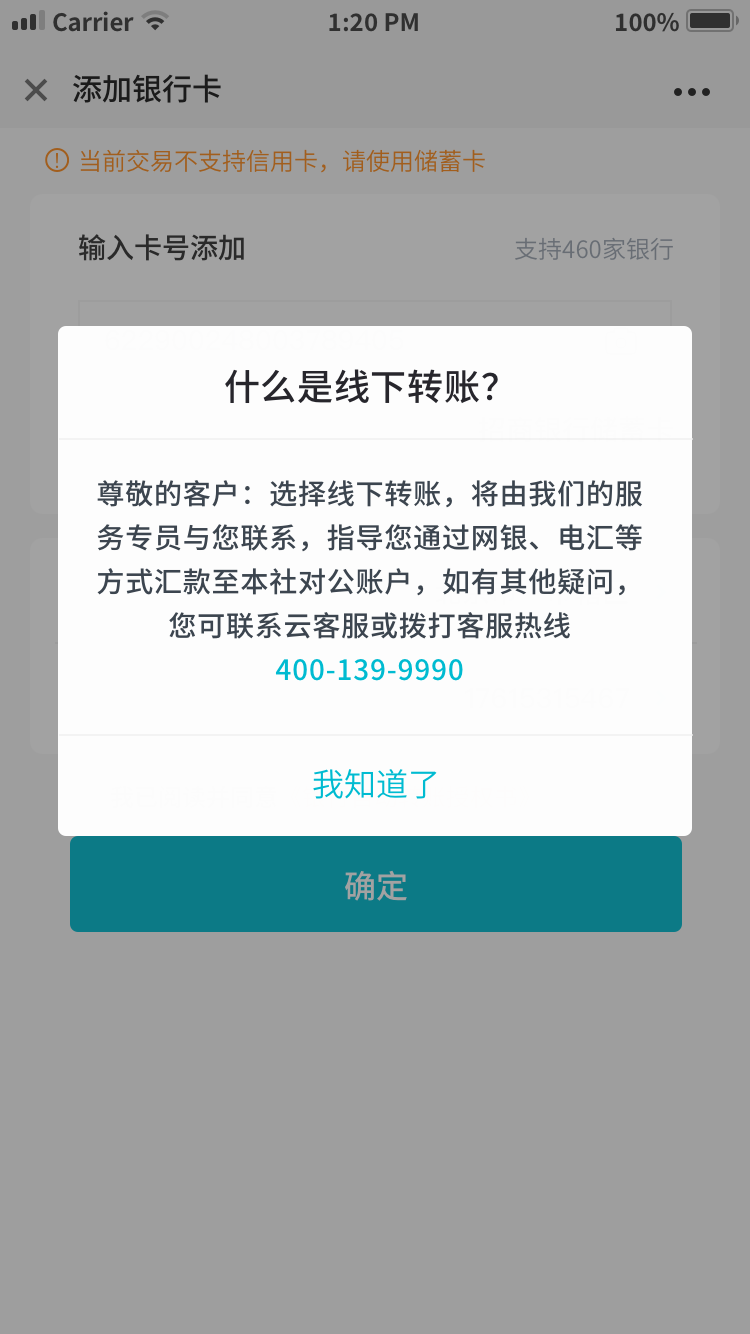 Carrier 1:20 PM 100%
添加银行卡
当前交易不支持信用卡，请使用储蓄卡
输入卡号添加 支持460家银行
什么是线下转账？
尊敬的客户：选择线下转账，将由我们的服
务专员与您联系，指导您通过网银、电汇等
方式汇款至本社对公账户，如有其他疑问，
您可联系云客服或拨打客服热线
400-139-9990
我知道了
确定